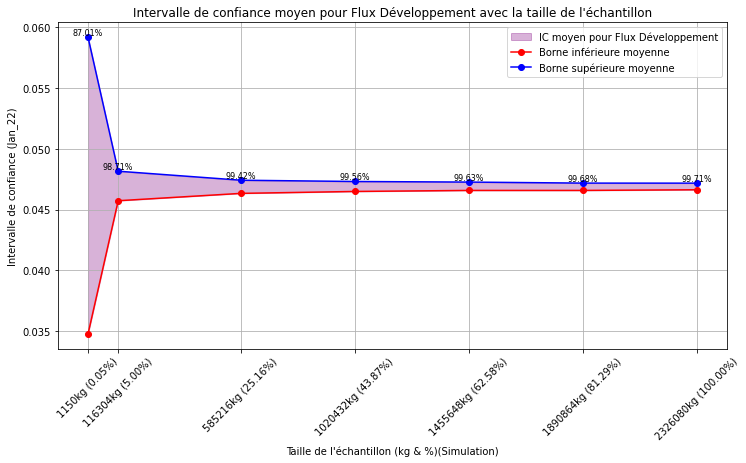 Intervalle de confiance moyen pour Flux Développement avec la taille de l'échantillon
IC moyen pour Flux Développement
Borne inférieure moyenne
Borne supérieure moyenne
87.01%
98.71%
99.42%
99.56%
99.63%
99.68%
99.71%
0.060
0.055
0.050
0.045
0.040
0.035
Intervalle de confiance (Jan_22)
1150kg (0.05%)
116304kg (5.00%)
585216kg (25.16%)
1020432kg (43.87%)
1455648kg (62.58%)
1890864kg (81.29%)
2326080kg (100.00%)
Taille de l'échantillon (kg & %)(Simulation)